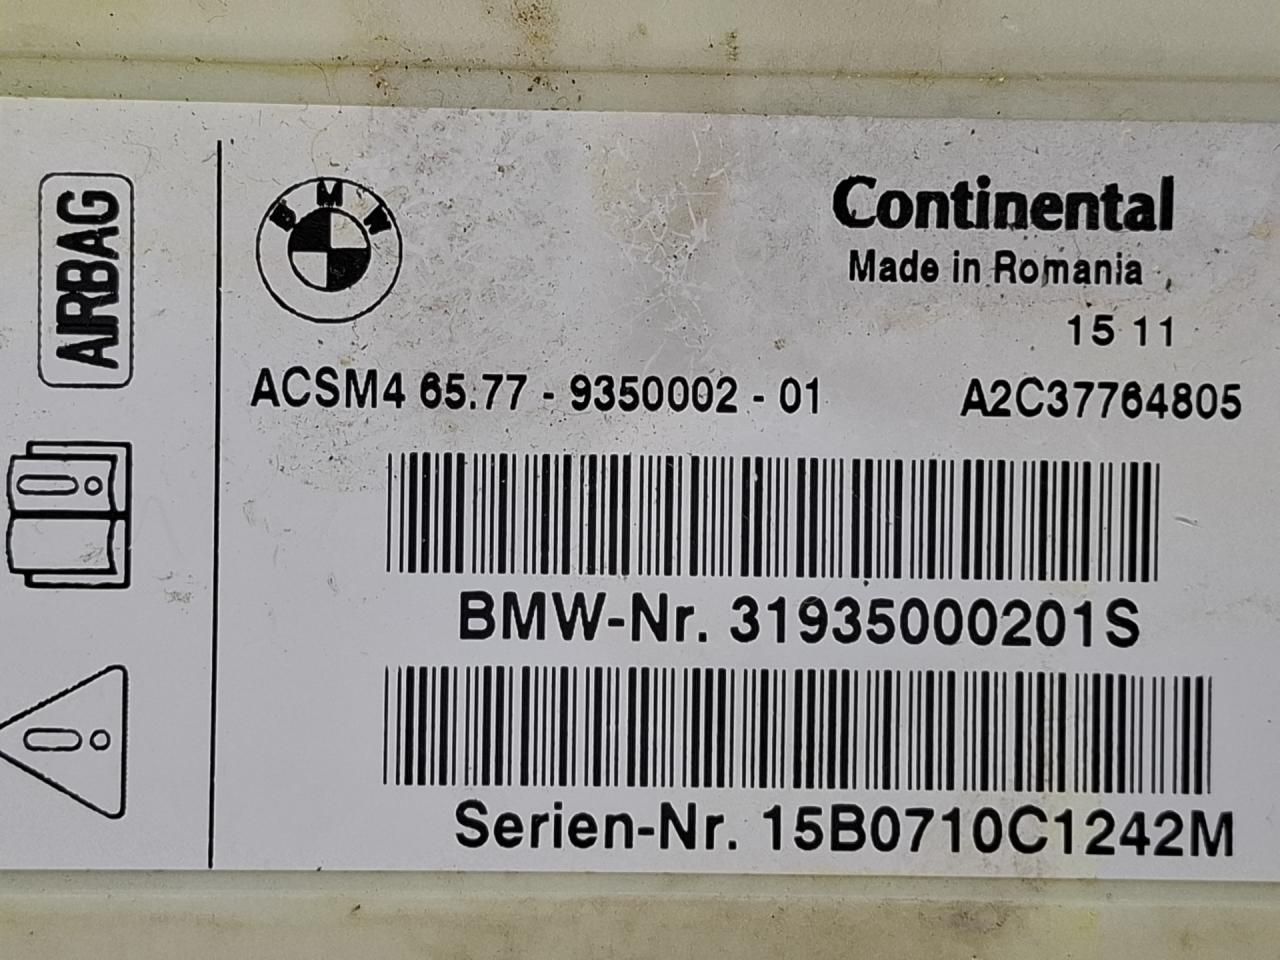 AIRBAG
BMW
Continental
Made in Romania
15 11
ACSM4 65.77 - 9350002 - 01
A2C37764805
BMW-Nr. 31935000201S
Serien-Nr. 15B0710C1242M